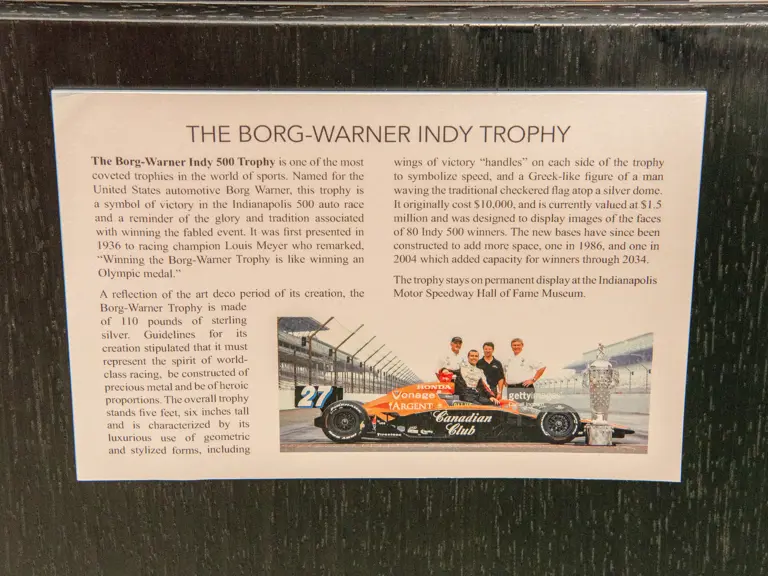 THE BORG-WARNER INDY TROPHY
The Borg-Warner Indy 500 Trophy is one of the most
coveted trophies in the world of sports. Named for the
United States automotive Borg Warner, this trophy is
a symbol of victory in the Indianapolis 500 auto race
and a reminder of the glory and tradition associated
with winning the fabled event. It was first presented in
1936 to racing champion Louis Meyer who remarked,
“Winning the Borg-Warner Trophy is like winning an
Olympic medal.”
A reflection of the art deco period of its creation, the
Borg-Warner Trophy is made
of 110 pounds of sterling
silver. Guidelines for its
creation stipulated that it must
represent the spirit of world-
class racing, be constructed of
precious metal and be of heroic
proportions. The overall trophy
stands five feet, six inches tall
and is characterized by its
luxurious use of geometric
and stylized forms, including
wings of victory “handles” on each side of the trophy
to symbolize speed, and a Greek-like figure of a man
waving the traditional checkered flag atop a silver dome.
It originally cost $10,000, and is currently valued at $1.5
million and was designed to display images of the faces
of 80 Indy 500 winners. The new bases have since been
constructed to add more space, one in 1986, and one in
2004 which added capacity for winners through 2034.
The trophy stays on permanent display at the Indianapolis
Motor Speedway Hall of Fame Museum.
27
HONDA
Vonage
ARGENT
gettyimages
Canadian
Club
Firestone